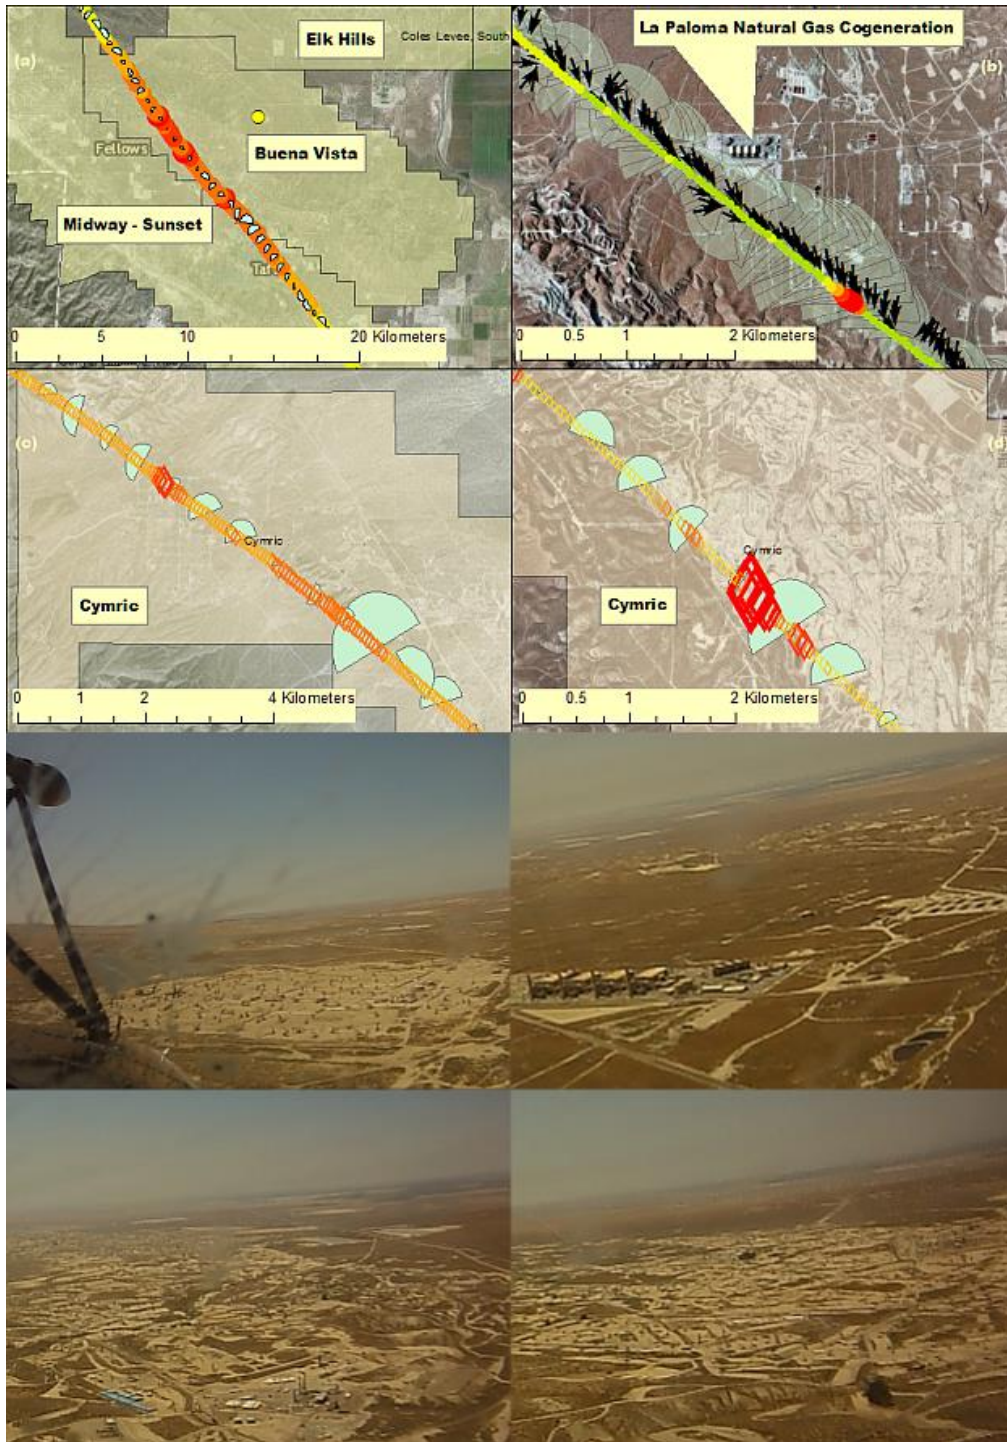 (a)
Elk Hills
Coles Levee, South
Fellows
Buena Vista
Midway - Sunset
0 5 10 20 Kilometers
La Paloma Natural Gas Cogeneration
(b)
0 0.5 1 2 Kilometers
(c)
Cymric
Cymric
0 1 2 4 Kilometers
(d)
Cymric
Cymric
0 0.5 1 2 Kilometers